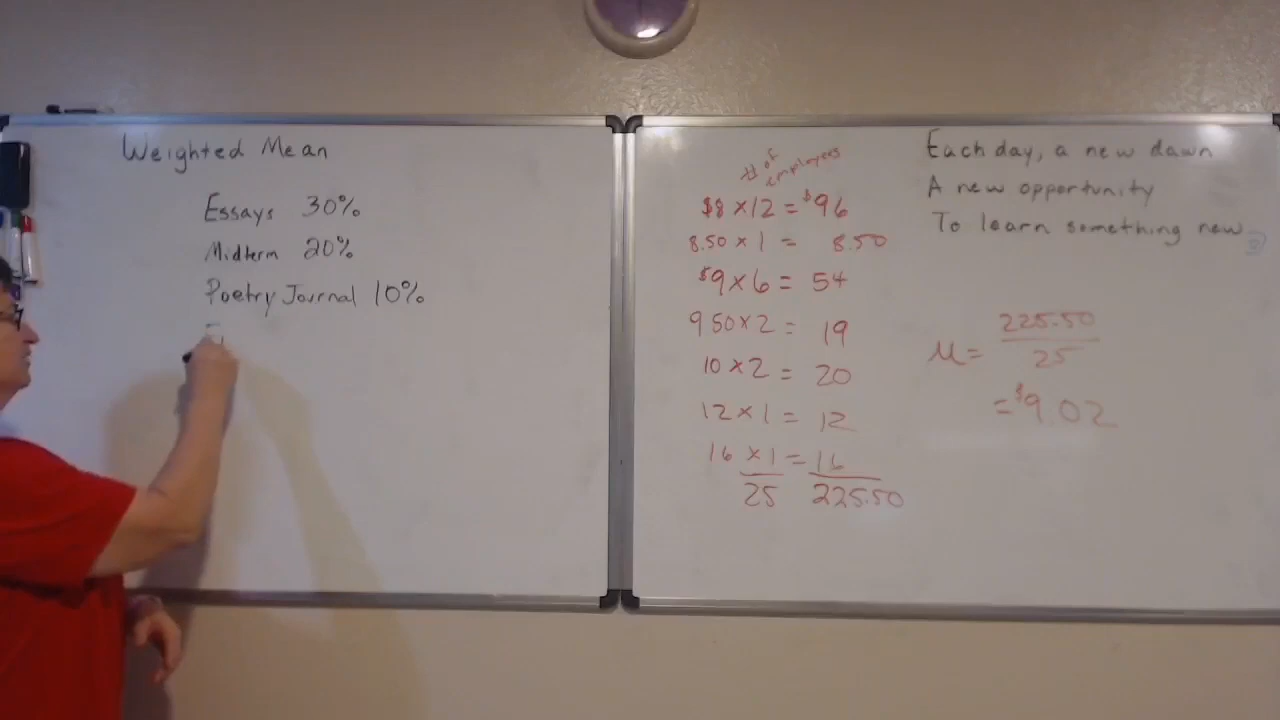 Weighted Mean
Essays 30%
Midterm 20%
Poetry Journal 10%
# of
employees
$8 × 12 = $96
8.50 × 1 = 8.50
$9 × 6 = 54
9 50 × 2 = 19
10 × 2 = 20
12 × 1 = 12
16 × 1 = 16
25 225.50
Each day, a new dawn
A new opportunity
To learn something new
μ = 225.50
25
= $9.02